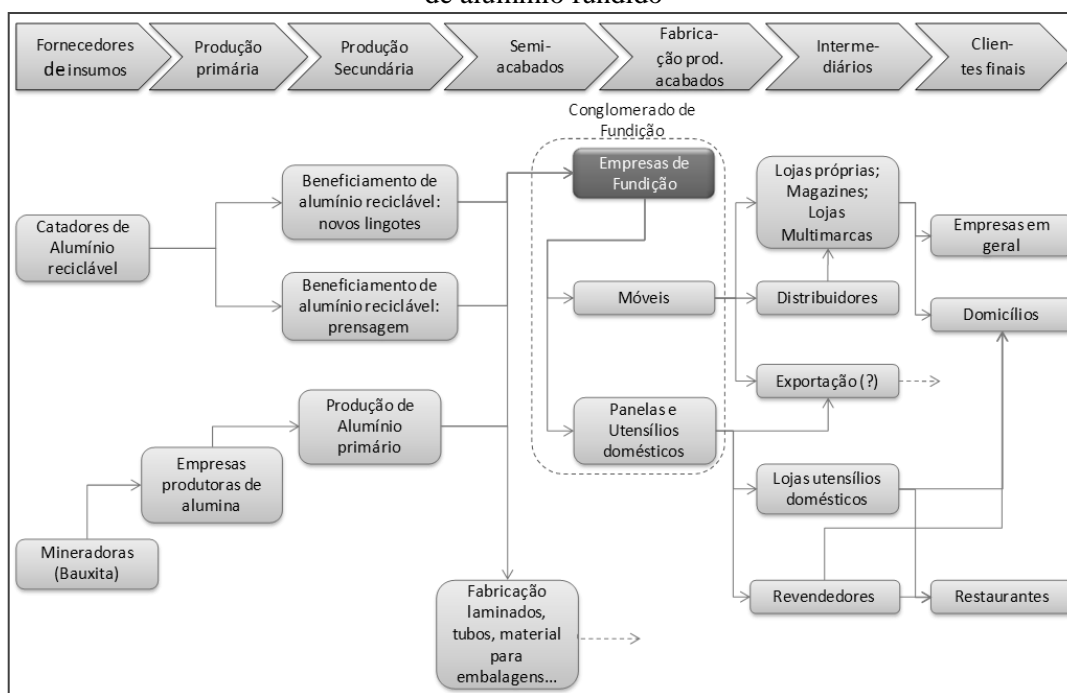 de alumínio fundido
Fornecedores
de insumos
Produção
primária
Produção
Secundária
Semi-
acabados
Fabrica-
ção prod.
acabados
Interme-
diários
Clien-
tes finais
Conglomerado de
Fundição
Empresas de
Fundição
Catadores de
Alumínio
reciclável
Beneficiamento de
alumínio reciclável:
novos lingotes
Beneficiamento de
alumínio reciclável:
prensagem
Lojas próprias;
Magazines;
Lojas
Multimarcas
Empresas em
geral
Móveis
Distribuidores
Domicílios
Exportação (?)
Produção de
Alumínio
primário
Panelas e
Utensílios
domésticos
Empresas
produtoras de
alumina
Lojas utensílios
domésticos
Mineradoras
(Bauxita)
Fabricação
laminados,
tubos, material
para
embalagens...
Revendedores
Restaurantes